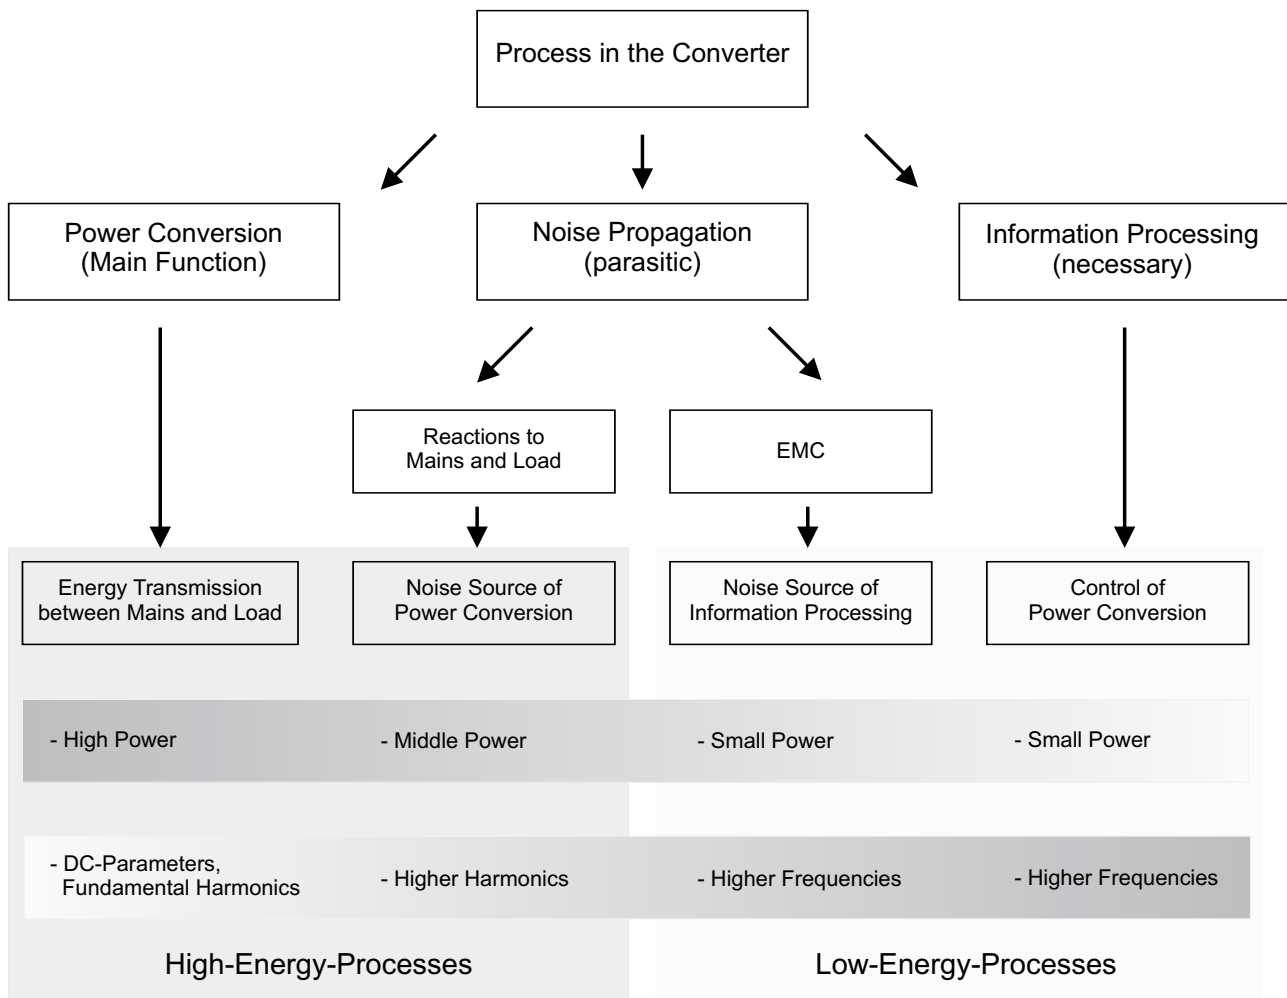 Process in the Converter
Power Conversion
(Main Function)
Noise Propagation
(parasitic)
Information Processing
(necessary)
Reactions to
Mains and Load
EMC
Energy Transmission
between Mains and Load
Noise Source of
Power Conversion
Noise Source of
Information Processing
Control of
Power Conversion
- High Power
- Middle Power
- Small Power
- Small Power
- DC-Parameters,
Fundamental Harmonics
- Higher Harmonics
- Higher Frequencies
- Higher Frequencies
High-Energy-Processes
Low-Energy-Processes